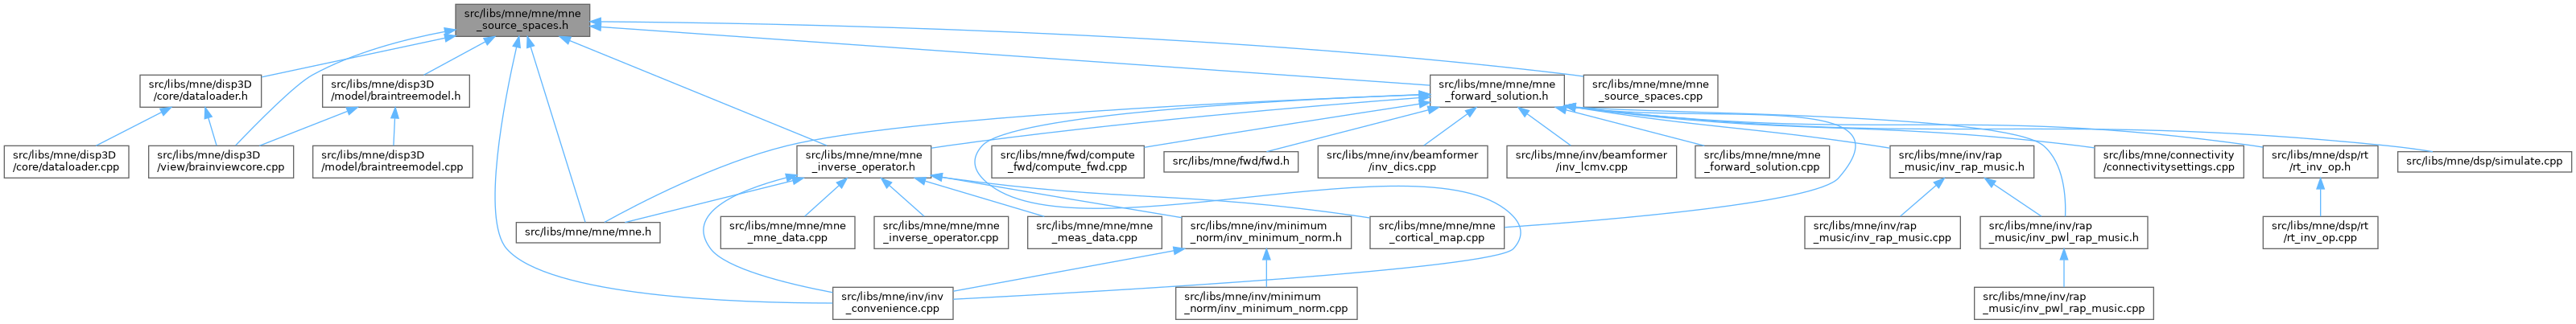 src/libs/mne/mne/mne
_source_spaces.h
src/libs/mne/disp3D
/core/dataloader.h
src/libs/mne/disp3D
/model/braintreemodel.h
src/libs/mne/mne/mne
_forward_solution.h
src/libs/mne/mne/mne
_source_spaces.cpp
src/libs/mne/disp3D
/core/dataloader.cpp
src/libs/mne/disp3D
/view/brainviewcore.cpp
src/libs/mne/disp3D
/model/braintreemodel.cpp
src/libs/mne/mne/mne
_inverse_operator.h
src/libs/mne/fwd/compute
_fwd/compute_fwd.cpp
src/libs/mne/fwd/fwd.h
src/libs/mne/inv/beamformer
/inv_dics.cpp
src/libs/mne/inv/beamformer
/inv_lcmv.cpp
src/libs/mne/mne/mne
_forward_solution.cpp
src/libs/mne/inv/rap
_music/inv_rap_music.h
src/libs/mne/connectivity
/connectivitysettings.cpp
src/libs/mne/dsp/rt
/rt_inv_op.h
src/libs/mne/dsp/simulate.cpp
src/libs/mne/mne/mne.h
src/libs/mne/mne/mne
_mne_data.cpp
src/libs/mne/mne/mne
_inverse_operator.cpp
src/libs/mne/mne/mne
_meas_data.cpp
src/libs/mne/inv/minimum
_norm/inv_minimum_norm.h
src/libs/mne/mne/mne
_cortical_map.cpp
src/libs/mne/inv/rap
_music/inv_rap_music.cpp
src/libs/mne/inv/rap
_music/inv_pwl_rap_music.h
src/libs/mne/dsp/rt
/rt_inv_op.cpp
src/libs/mne/inv/inv
_convenience.cpp
src/libs/mne/inv/minimum
_norm/inv_minimum_norm.cpp
src/libs/mne/inv/rap
_music/inv_pwl_rap_music.cpp